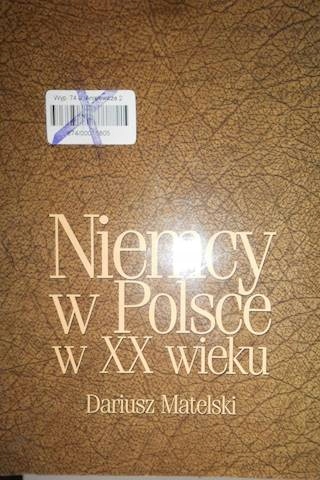 Niemcy
w Polsce
w XX wieku
Dariusz Matelski